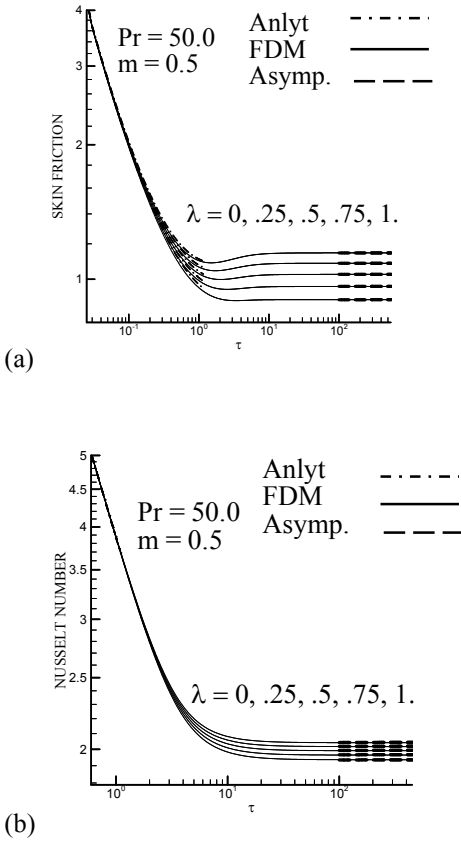 4
Pr = 50.0
m = 0.5
Anlyt
FDM
Asymp.
SKIN FRICTION
2
λ = 0, .25, .5, .75, 1.
1
10⁻¹ 10⁰ 10¹ 10²
τ
(a)
5
4.5
4
3.5
3
2.5
2
Pr = 50.0
m = 0.5
Anlyt
FDM
Asymp.
NUSSELT NUMBER
λ = 0, .25, .5, .75, 1.
10⁰ 10¹ 10²
τ
(b)